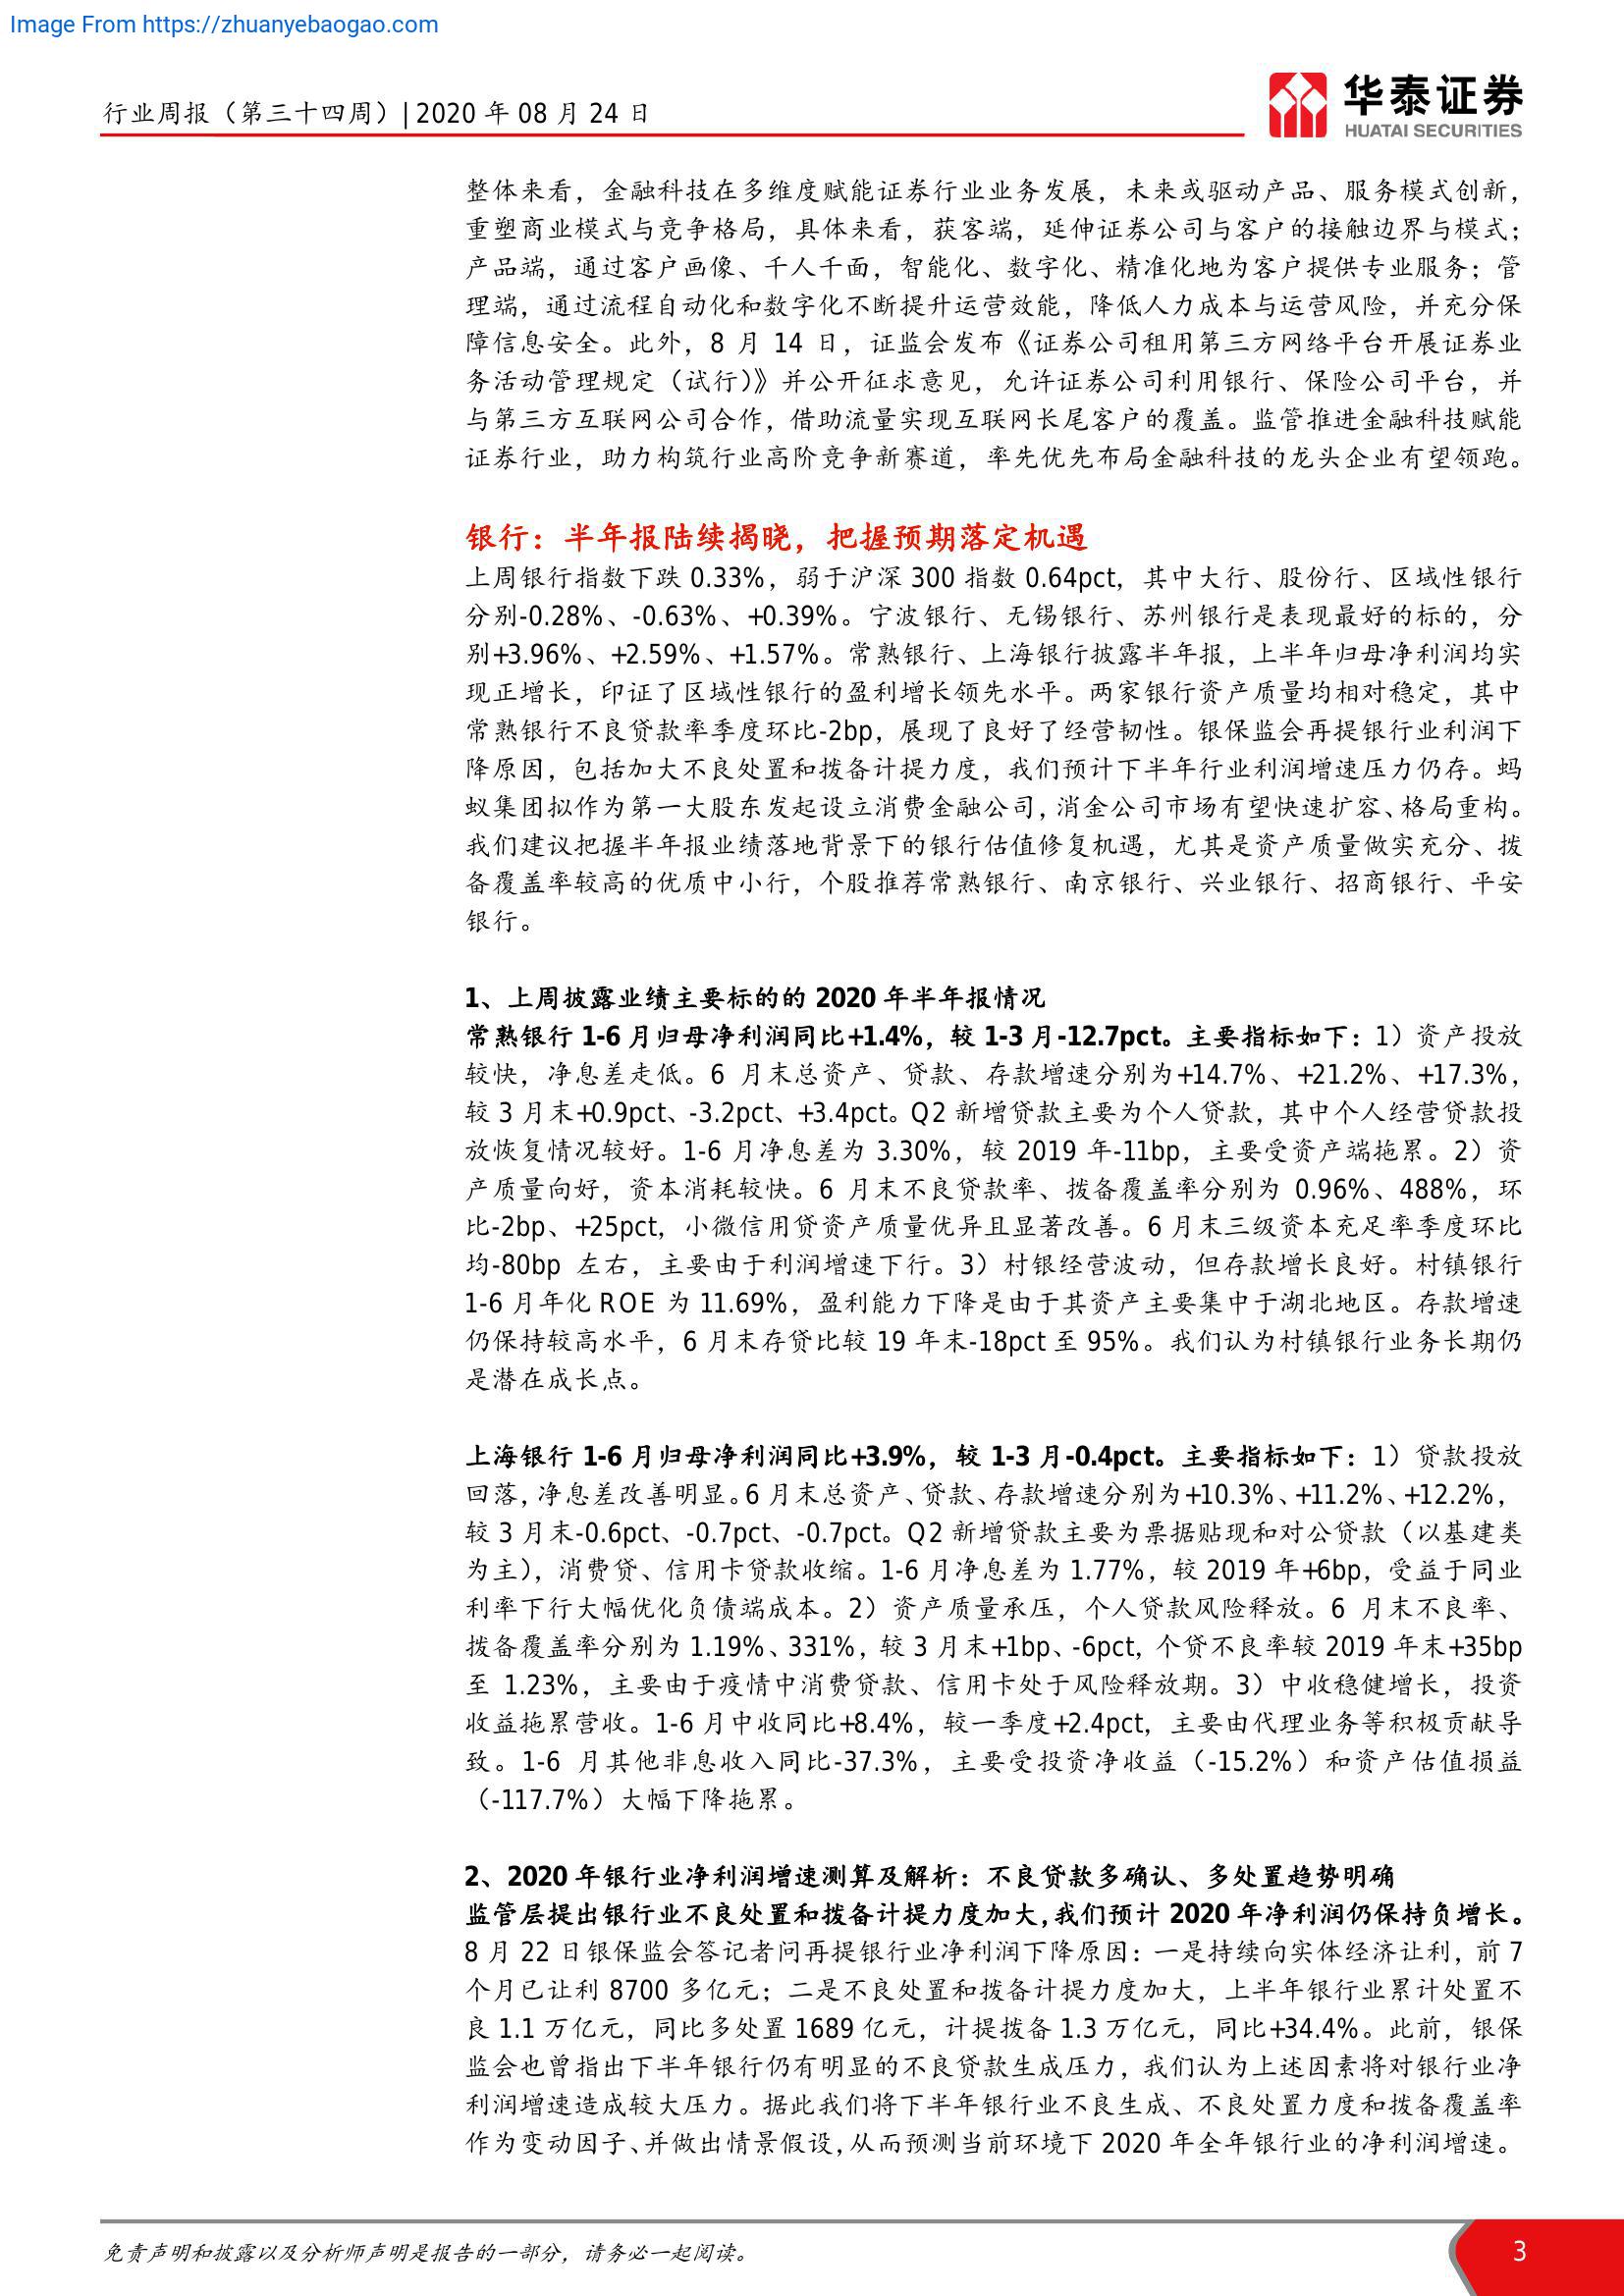 Image From https://zhuanyebaogao.com
行业周报（第三十四周）| 2020 年 08 月 24 日
华泰证券
HUATAI SECURITIES
整体来看，金融科技在多维度赋能证券行业业务发展，未来或驱动产品、服务模式创新，
重塑商业模式与竞争格局，具体来看，获客端，延伸证券公司与客户的接触边界与模式；
产品端，通过客户画像、千人千面，智能化、数字化、精准化地为客户提供专业服务；管
理端，通过流程自动化和数字化不断提升运营效能，降低人力成本与运营风险，并充分保
障信息安全。此外，8 月 14 日，证监会发布《证券公司租用第三方网络平台开展证券业
务活动管理规定（试行）》并公开征求意见，允许证券公司利用银行、保险公司平台，并
与第三方互联网公司合作，借助流量实现互联网长尾客户的覆盖。监管推进金融科技赋能
证券行业，助力构筑行业高阶竞争新赛道，率先优先布局金融科技的龙头企业有望领跑。
银行：半年报陆续揭晓，把握预期落定机遇
上周银行指数下跌 0.33%，弱于沪深 300 指数 0.64pct，其中大行、股份行、区域性银行
分别-0.28%、-0.63%、+0.39%。宁波银行、无锡银行、苏州银行是表现最好的标的，分
别+3.96%、+2.59%、+1.57%。常熟银行、上海银行披露半年报，上半年归母净利润均实
现正增长，印证了区域性银行的盈利增长领先水平。两家银行资产质量均相对稳定，其中
常熟银行不良贷款率季度环比-2bp，展现了良好了经营韧性。银保监会再提银行业利润下
降原因，包括加大不良处置和拨备计提力度，我们预计下半年行业利润增速压力仍存。蚂
蚁集团拟作为第一大股东发起设立消费金融公司，消金公司市场有望快速扩容、格局重构。
我们建议把握半年报业绩落地背景下的银行估值修复机遇，尤其是资产质量做实充分、拨
备覆盖率较高的优质中小行，个股推荐常熟银行、南京银行、兴业银行、招商银行、平安
银行。
1、上周披露业绩主要标的的 2020 年半年报情况
常熟银行 1-6 月归母净利润同比+1.4%，较 1-3 月-12.7pct。主要指标如下：1）资产投放
较快，净息差走低。6 月末总资产、贷款、存款增速分别为+14.7%、+21.2%、+17.3%，
较 3 月末+0.9pct、-3.2pct、+3.4pct。Q2 新增贷款主要为个人贷款，其中个人经营贷款投
放恢复情况较好。1-6 月净息差为 3.30%，较 2019 年-11bp，主要受资产端拖累。2）资
产质量向好，资本消耗较快。6 月末不良贷款率、拨备覆盖率分别为 0.96%、488%，环
比-2bp、+25pct，小微信用贷资产质量优异且显著改善。6 月末三级资本充足率季度环比
均-80bp 左右，主要由于利润增速下行。3）村银经营波动，但存款增长良好。村镇银行
1-6 月年化 ROE 为 11.69%，盈利能力下降是由于其资产主要集中于湖北地区。存款增速
仍保持较高水平，6 月末存贷比较 19 年末-18pct 至 95%。我们认为村镇银行业务长期仍
是潜在成长点。
上海银行 1-6 月归母净利润同比+3.9%，较 1-3 月-0.4pct。主要指标如下：1）贷款投放
回落，净息差改善明显。6 月末总资产、贷款、存款增速分别为+10.3%、+11.2%、+12.2%，
较 3 月末-0.6pct、-0.7pct、-0.7pct。Q2 新增贷款主要为票据贴现和对公贷款（以基建类
为主），消费贷、信用卡贷款收缩。1-6 月净息差为 1.77%，较 2019 年+6bp，受益于同业
利率下行大幅优化负债端成本。2）资产质量承压，个人贷款风险释放。6 月末不良率、
拨备覆盖率分别为 1.19%、331%，较 3 月末+1bp、-6pct，个贷不良率较 2019 年末+35bp
至 1.23%，主要由于疫情中消费贷款、信用卡处于风险释放期。3）中收稳健增长，投资
收益拖累营收。1-6 月中收同比+8.4%，较一季度+2.4pct，主要由代理业务等积极贡献导
致。1-6 月其他非息收入同比-37.3%，主要受投资净收益（-15.2%）和资产估值损益
（-117.7%）大幅下降拖累。
2、2020 年银行业净利润增速测算及解析：不良贷款多确认、多处置趋势明确
监管层提出银行业不良处置和拨备计提力度加大，我们预计 2020 年净利润仍保持负增长。
8 月 22 日银保监会答记者问再提银行业净利润下降原因：一是持续向实体经济让利，前 7
个月已让利 8700 多亿元；二是不良处置和拨备计提力度加大，上半年银行业累计处置不
良 1.1 万亿元，同比多处置 1689 亿元，计提拨备 1.3 万亿元，同比+34.4%。此前，银保
监会也曾指出下半年银行仍有明显的不良贷款生成压力，我们认为上述因素将对银行业净
利润增速造成较大压力。据此我们将下半年银行业不良生成、不良处置力度和拨备覆盖率
作为变动因子、并做出情景假设，从而预测当前环境下 2020 年全年银行业的净利润增速。
免责声明和披露以及分析师声明是报告的一部分，请务必一起阅读。
3